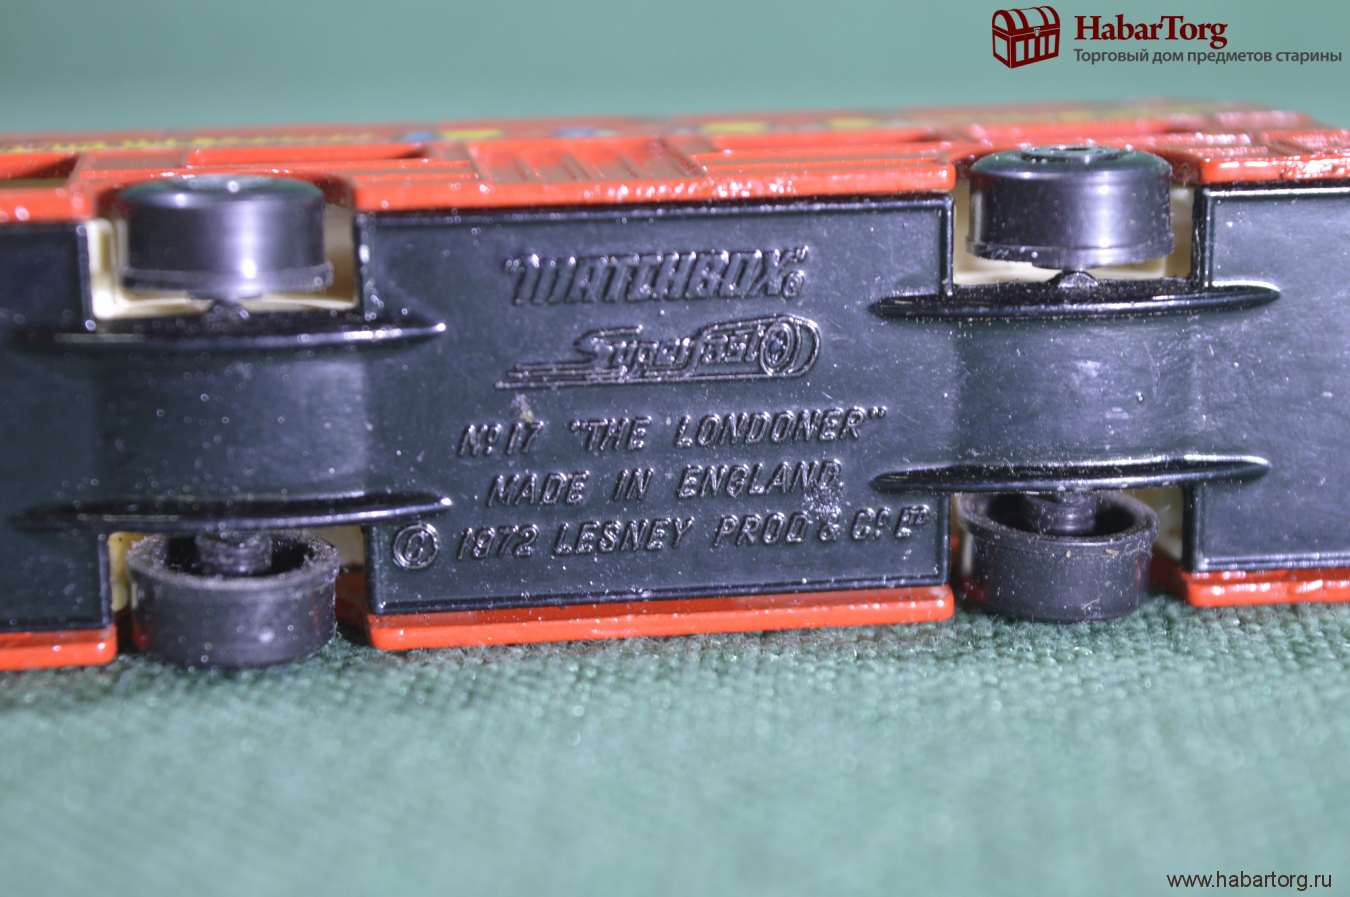 HabarTorg
Торговый дом предметов старины
"MATCHBOX"®
Superfast
Nº 17 "THE LONDONER"
MADE IN ENGLAND
© 1972 LESNEY PROD & Cº LTD
www.habartorg.ru